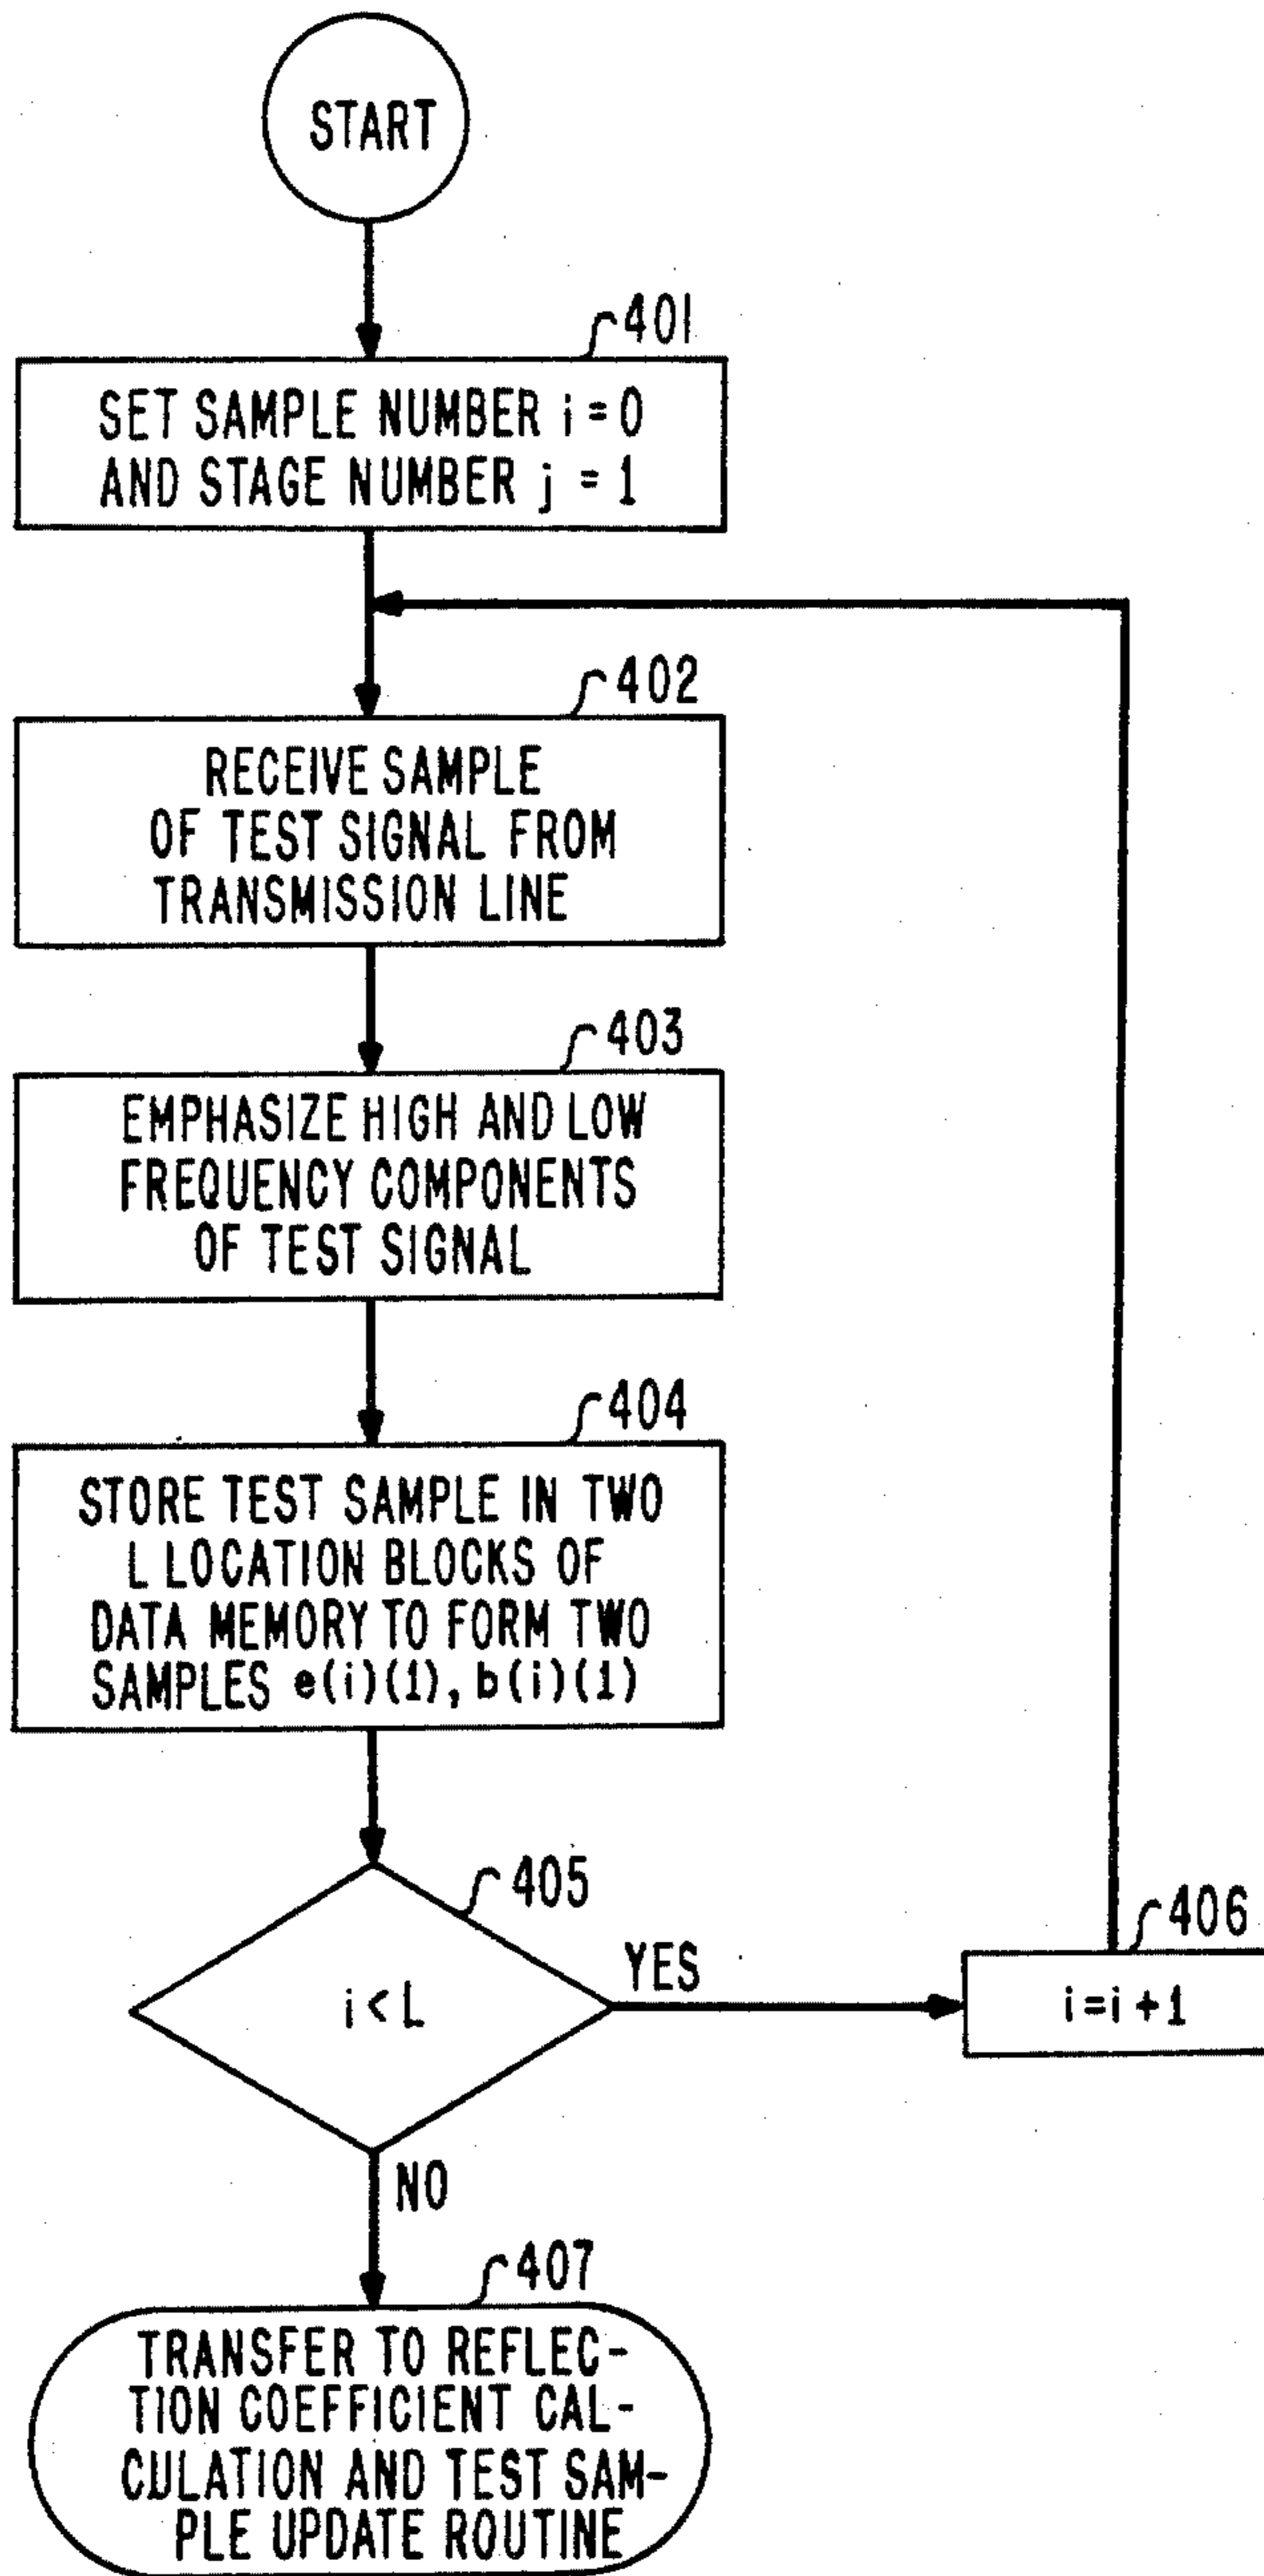 START
401
SET SAMPLE NUMBER i = 0
AND STAGE NUMBER j = 1
402
RECEIVE SAMPLE
OF TEST SIGNAL FROM
TRANSMISSION LINE
403
EMPHASIZE HIGH AND LOW
FREQUENCY COMPONENTS
OF TEST SIGNAL
404
STORE TEST SAMPLE IN TWO
L LOCATION BLOCKS OF
DATA MEMORY TO FORM TWO
SAMPLES e(i)(1), b(i)(1)
405
i < L
YES
406
i = i + 1
NO
407
TRANSFER TO REFLEC-
TION COEFFICIENT CAL-
CULATION AND TEST SAM-
PLE UPDATE ROUTINE